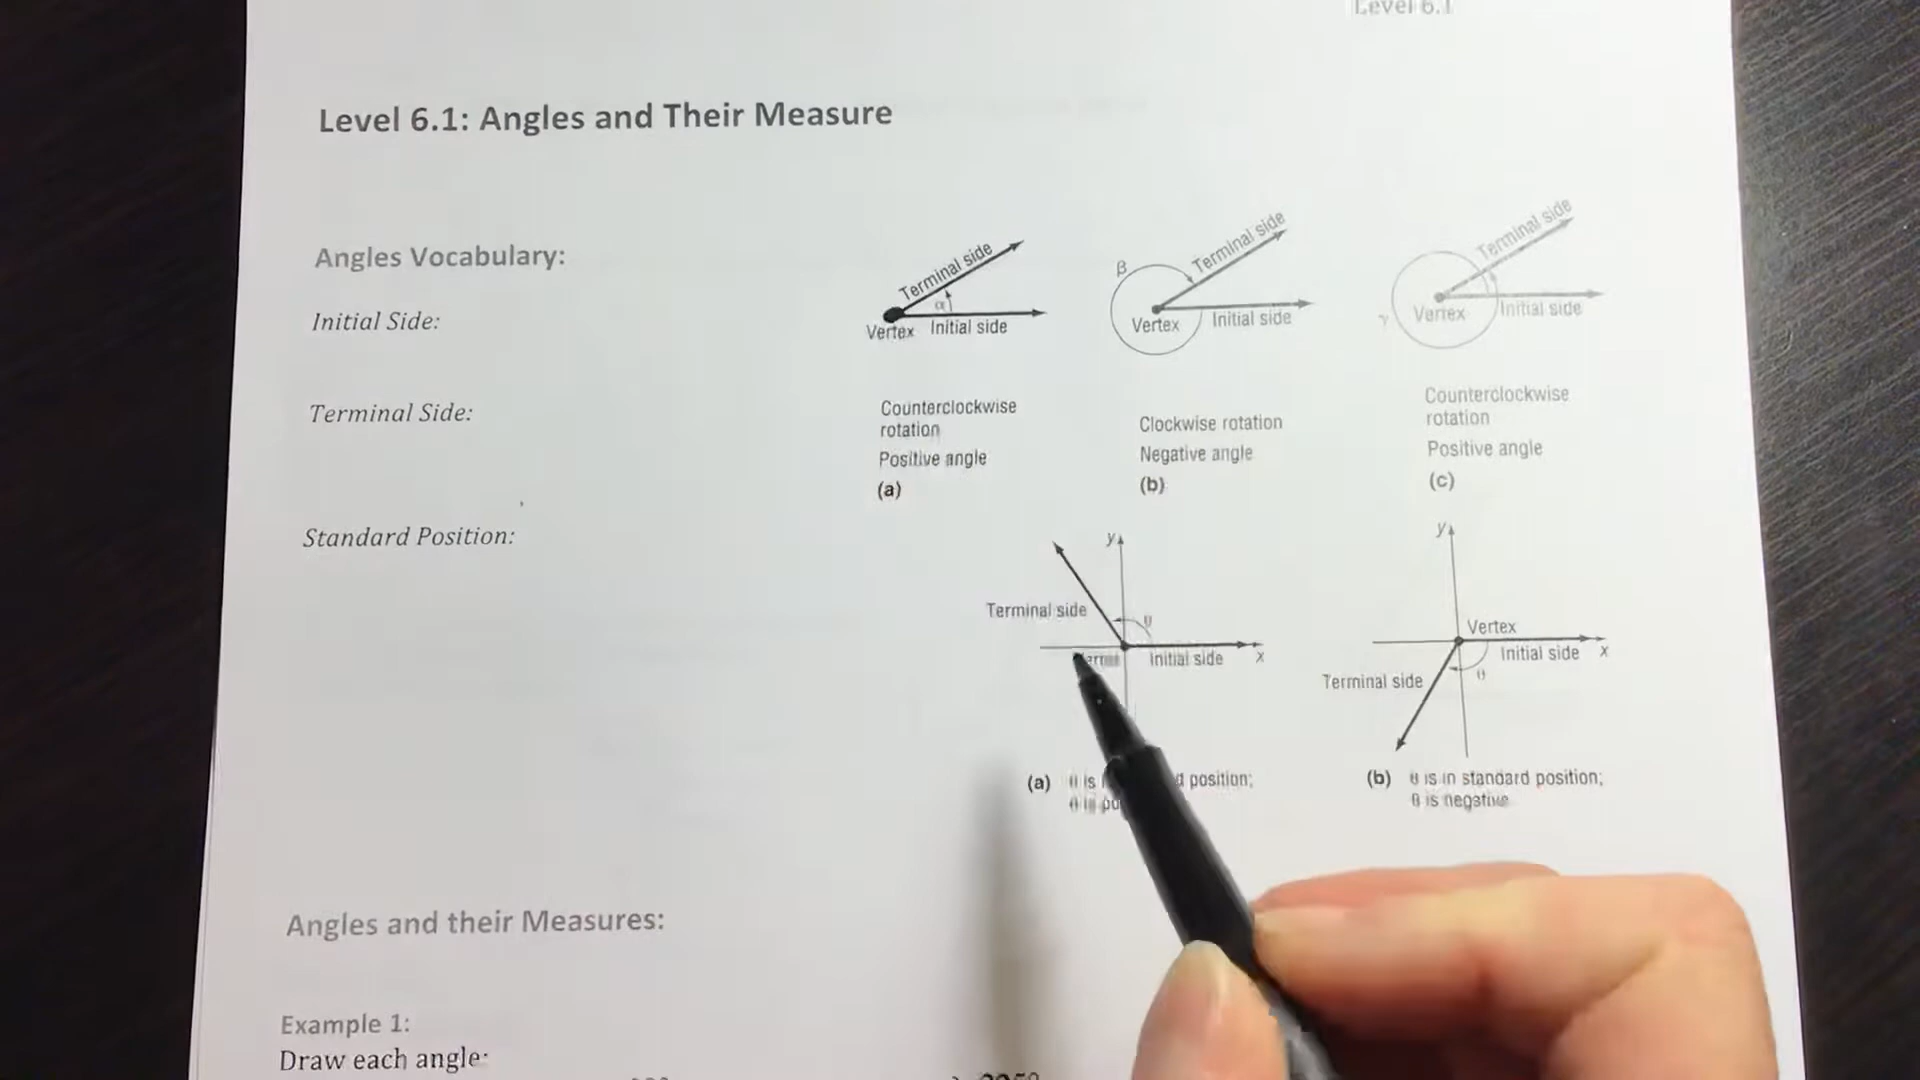 Level 6.1
Level 6.1: Angles and Their Measure
Angles Vocabulary:
Initial Side:
Terminal Side:
Standard Position:
Terminal side
α
Vertex Initial side
Counterclockwise
rotation
Positive angle
(a)
β
Terminal side
Vertex Initial side
Clockwise rotation
Negative angle
(b)
Terminal side
γ
Vertex Initial side
Counterclockwise
rotation
Positive angle
(c)
y
Terminal side
θ
Initial side x
(a) θ is position;
θ is
y
Vertex
Initial side x
Terminal side
θ
(b) θ is in standard position;
θ is negative
Angles and their Measures:
Example 1:
Draw each angle: